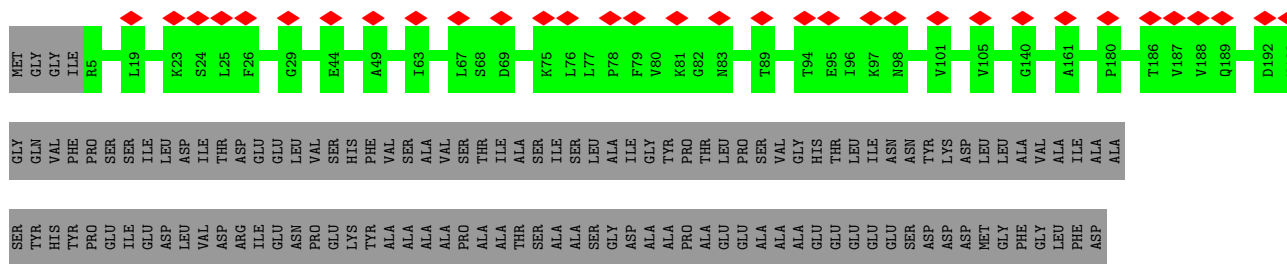 MET GLY GLY ILE R5 L19 K23 S24 L25 F26 G29 E44 A49 I63 L67 S68 D69 K75 L76 L77 P78 F79 V80 K81 G82 N83 T89 T94 E95 I96 K97 N98 V101 V105 G140 A161 P180 T186 V187 V188 Q189 D192
GLY GLN VAL PHE PRO SER SER ILE LEU ASP ILE THR ASP GLU GLU LEU VAL SER HIS PHE VAL SER ALA VAL SER THR ILE ALA SER ILE SER LEU ALA ILE GLY TYR PRO THR LEU PRO SER VAL GLY HIS THR LEU ILE ASN ASN TYR LYS ASP LEU LEU ALA VAL ALA ILE ALA ALA
SER TYR HIS TYR PRO GLU ILE GLU ASP LEU VAL ASP ARG ILE GLU ASN PRO GLU LYS TYR ALA ALA ALA ALA PRO ALA ALA THR SER ALA ALA SER GLY ASP ALA ALA PRO ALA GLU GLU ALA ALA ALA GLU GLU GLU GLU GLU SER ASP ASP ASP MET GLY PHE GLY LEU PHE ASP